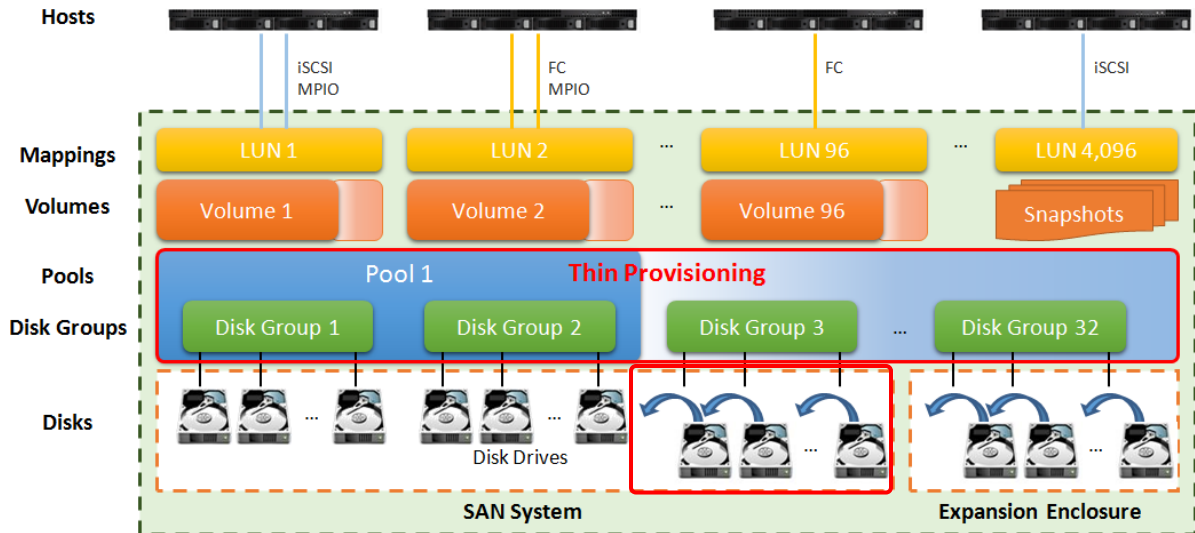 Hosts
iSCSI
MPIO
FC
MPIO
FC
iSCSI
Mappings
LUN 1
LUN 2
...
LUN 96
...
LUN 4,096
Volumes
Volume 1
Volume 2
...
Volume 96
Snapshots
Pools
Pool 1
Thin Provisioning
Disk Groups
Disk Group 1
Disk Group 2
Disk Group 3
...
Disk Group 32
Disks
...
...
...
...
Disk Drives
SAN System
Expansion Enclosure